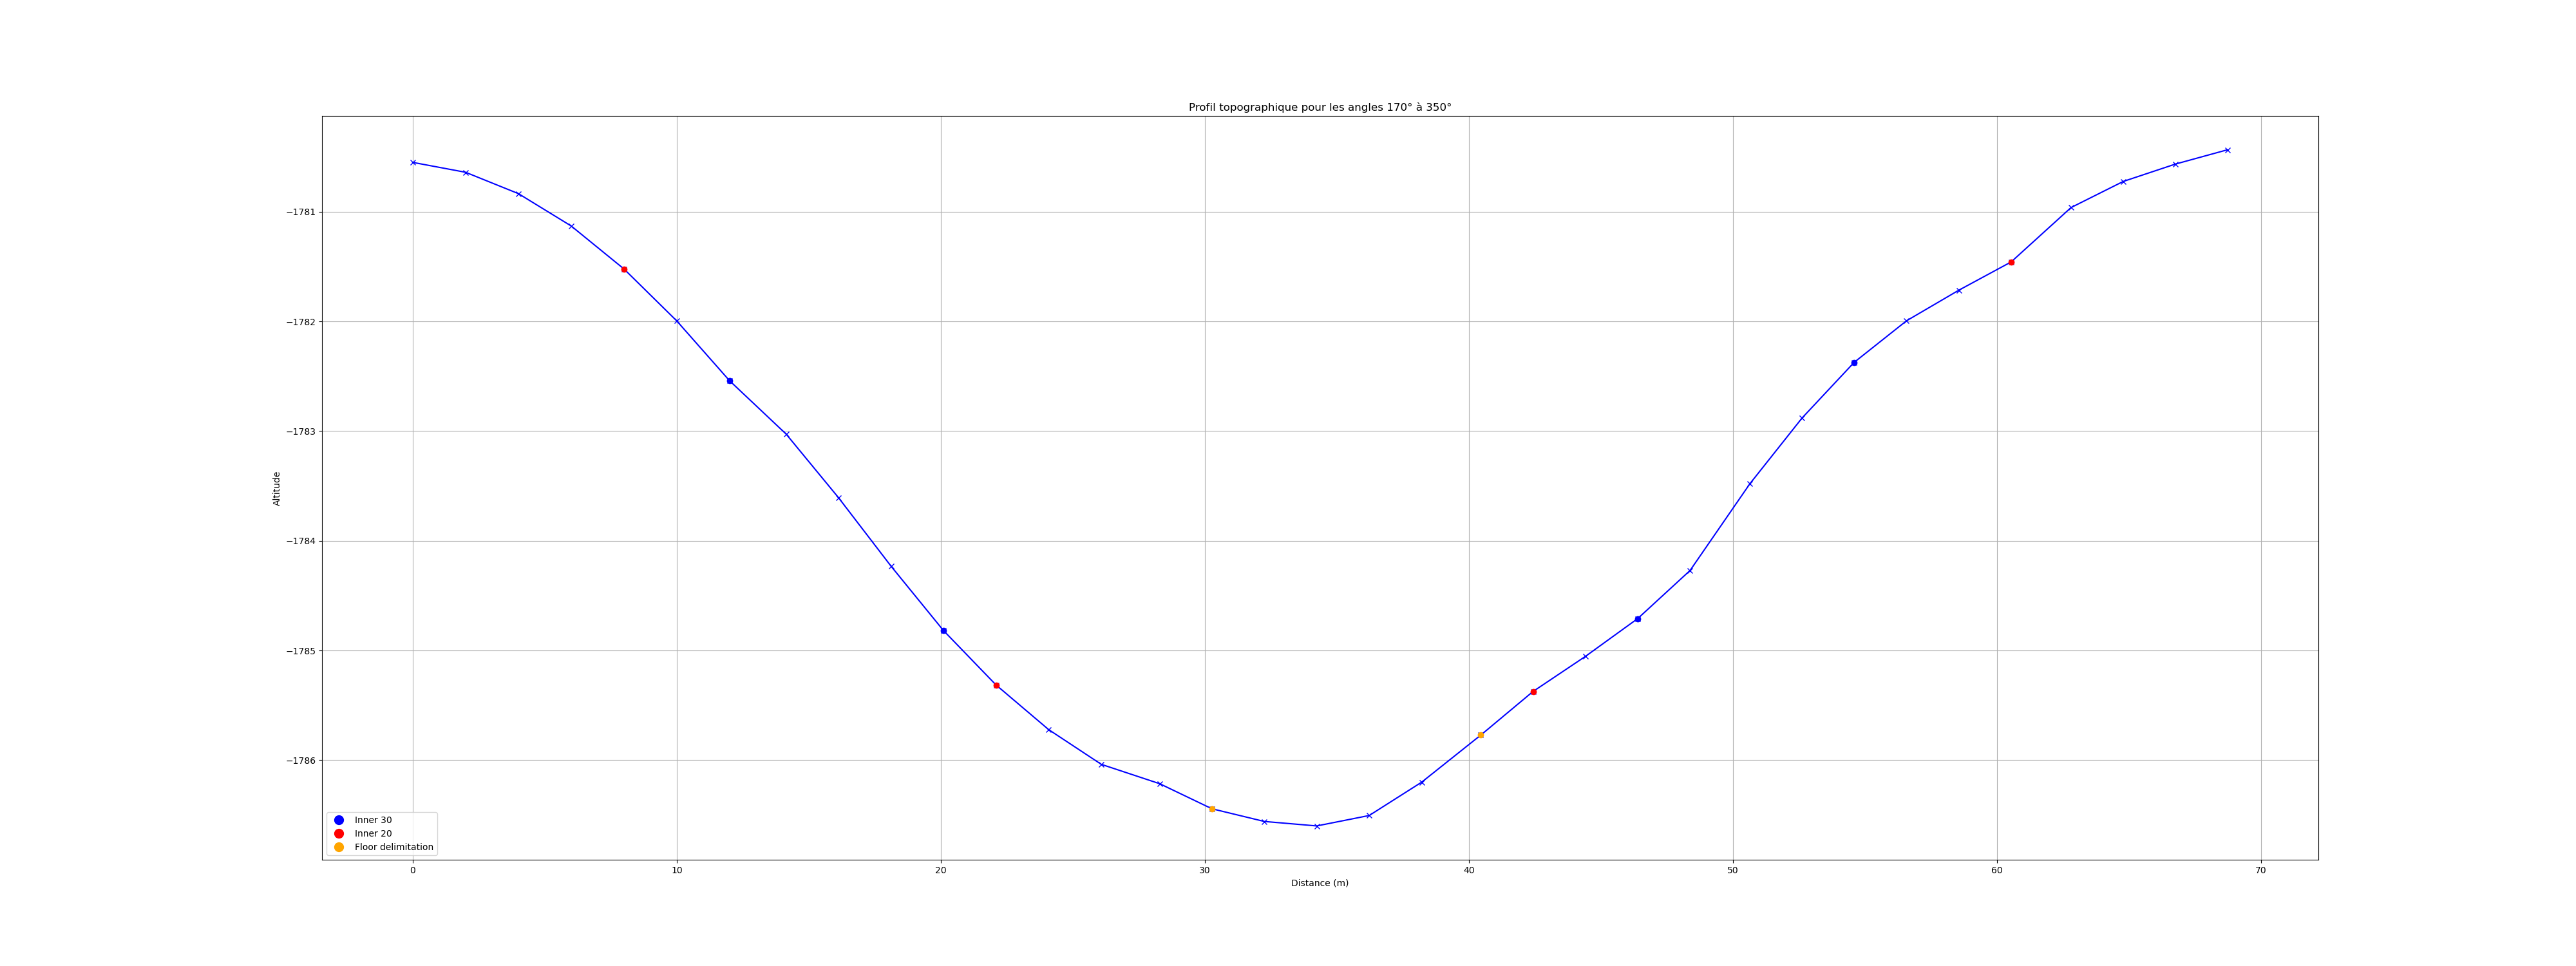 Profil topographique pour les angles 170° à 350°
−1781
−1782
−1783
−1784
−1785
−1786
Altitude
Inner 30
Inner 20
Floor delimitation
0 10 20 30 40 50 60 70
Distance (m)